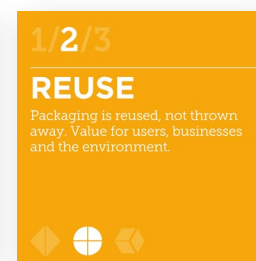 1/2/3
REUSE
Packaging is reused, not thrown
away. Value for users, businesses
and the environment.